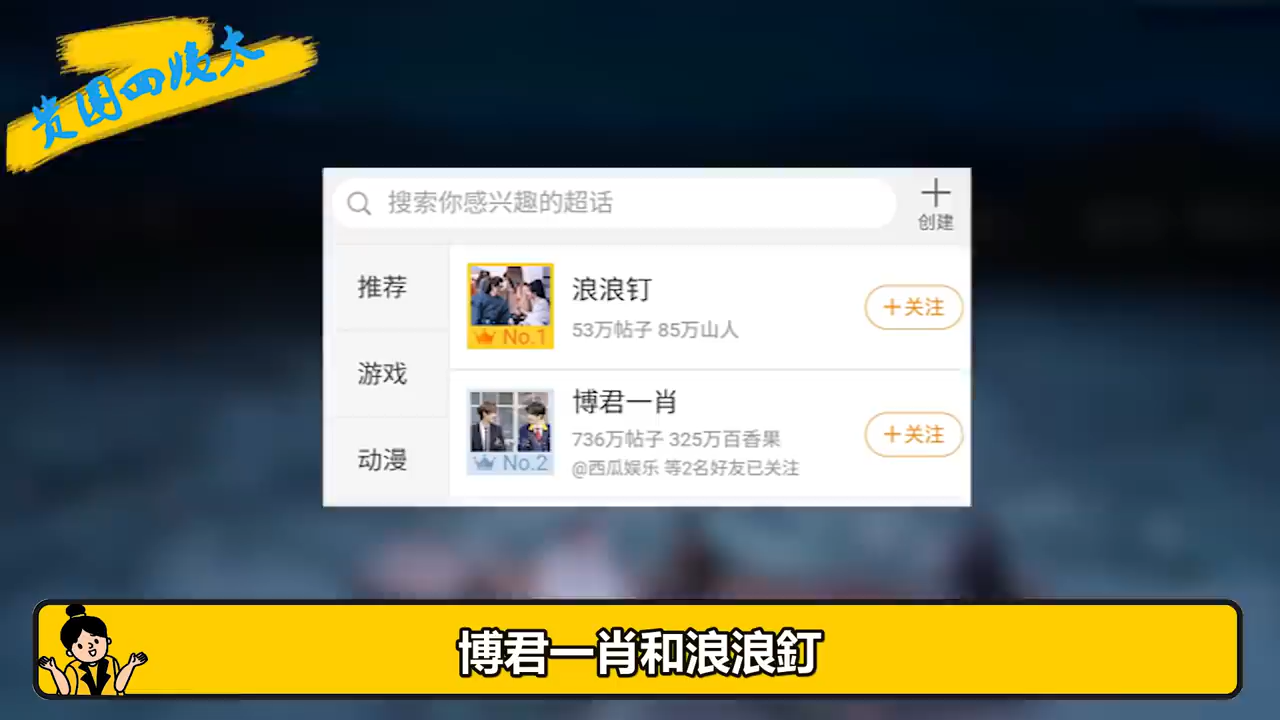 贵圈四姨太
搜索你感兴趣的超话
创建
推荐
游戏
动漫
No.1
浪浪钉
53万帖子 85万山人
+关注
No.2
博君一肖
736万帖子 325万百香果
@西瓜娱乐 等2名好友已关注
+关注
博君一肖和浪浪釘